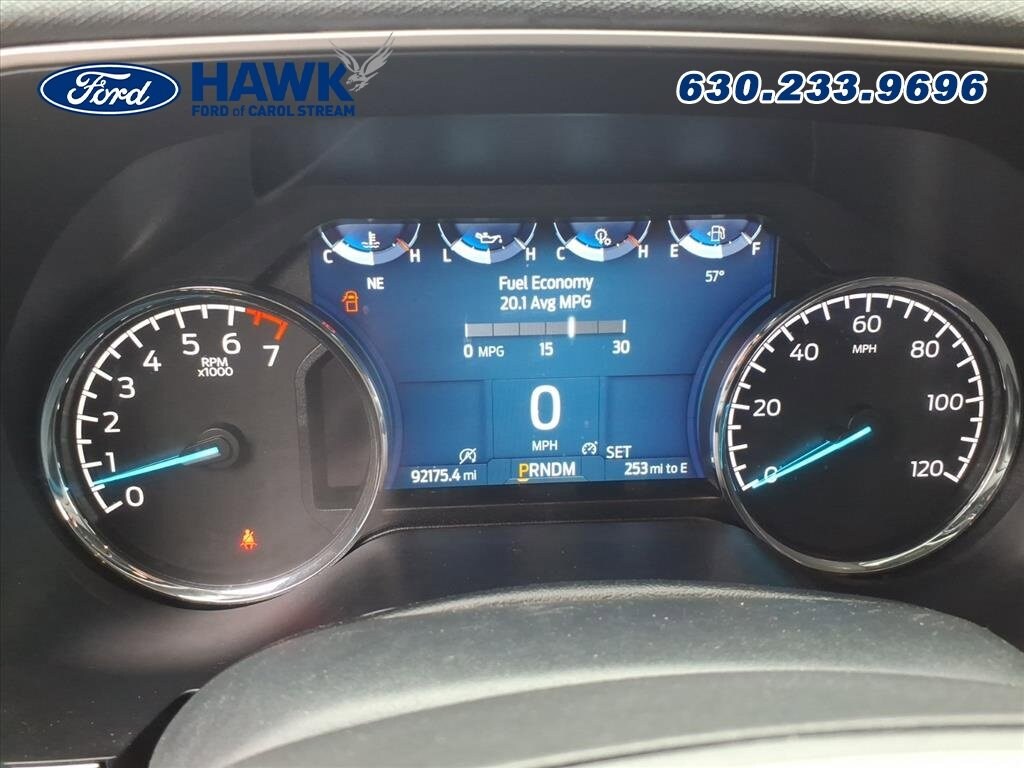 Ford
HAWK
FORD of CAROL STREAM
630.233.9696
C H
L H
C H
E F
NE
57°
Fuel Economy
20.1 Avg MPG
0 MPG 15 30
0
MPH
SET
92175.4 mi
PRNDM
253 mi to E
0 1 2 3 4 5 6 7
RPM
x1000
0 20 40 60 80 100 120
MPH